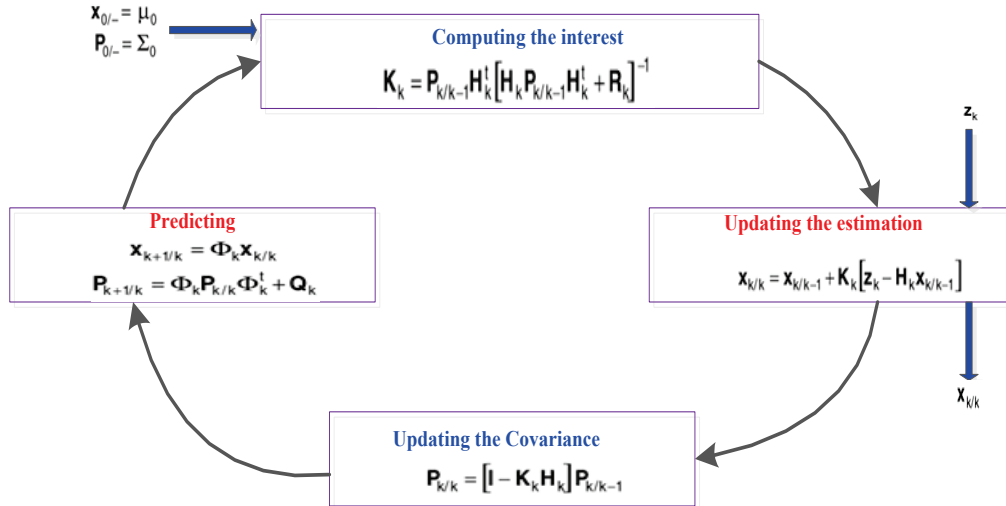 x₀/₋ = μ₀
P₀/₋ = Σ₀
Computing the interest
Kₖ = Pₖ/ₖ₋₁Hₖᵗ[HₖPₖ/ₖ₋₁Hₖᵗ + Rₖ]⁻¹
zₖ
Predicting
xₖ₊₁/ₖ = Φₖxₖ/ₖ
Pₖ₊₁/ₖ = ΦₖPₖ/ₖΦₖᵗ + Qₖ
Updating the estimation
xₖ/ₖ = xₖ/ₖ₋₁ + Kₖ[zₖ − Hₖxₖ/ₖ₋₁]
xₖ/ₖ
Updating the Covariance
Pₖ/ₖ = [I − KₖHₖ]Pₖ/ₖ₋₁